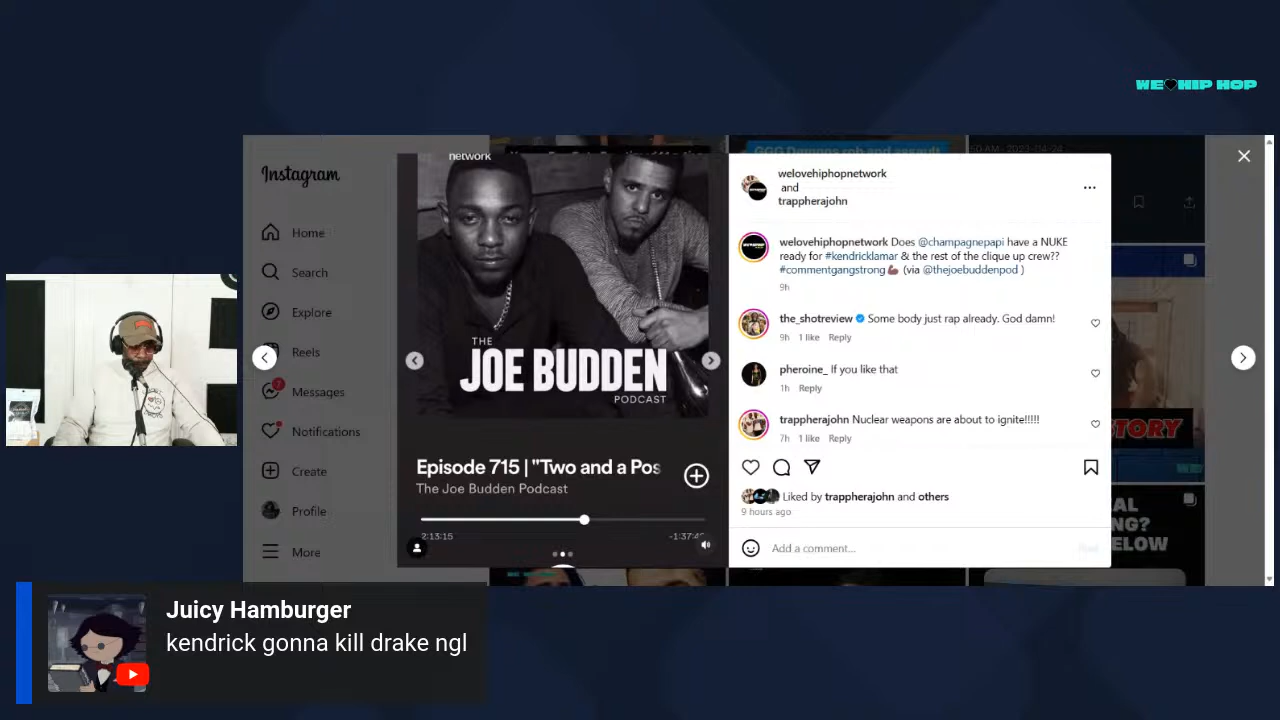 WE HIP HOP
Instagram
Home
Search
Explore
Reels
7
Messages
Notifications
Create
Profile
More
network
THE
JOE BUDDEN
PODCAST
Episode 715 | "Two and a Pos
The Joe Budden Podcast
2:13:15
welovehiphopnetwork
and
trappherajohn
welovehiphopnetwork Does @champagnepapi have a NUKE
ready for #kendricklamar & the rest of the clique up crew??
#commentgangstrong💪🏾 (via @thejoebuddenpod )
9h
the_shotreview Some body just rap already. God damn!
9h 1 like Reply
pheroine_ If you like that
1h Reply
trappherajohn Nuclear weapons are about to ignite!!!!!
7h 1 like Reply
Liked by trappherajohn and others
9 hours ago
Add a comment...
STORY
ELOW
Juicy Hamburger
kendrick gonna kill drake ngl